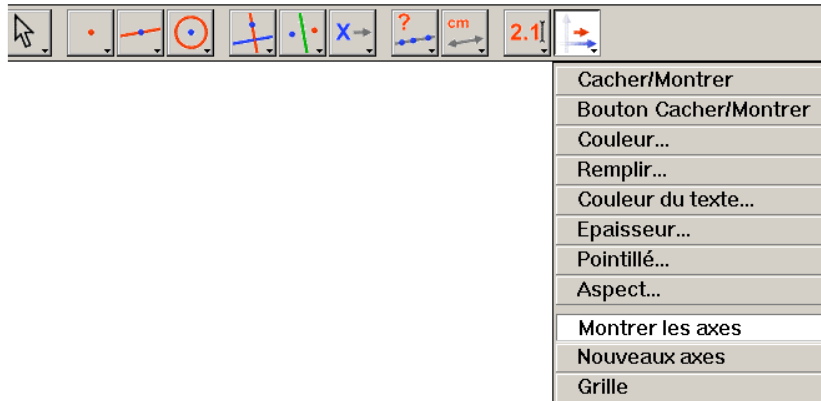 X
?
cm
2.1
Cacher/Montrer
Bouton Cacher/Montrer
Couleur...
Remplir...
Couleur du texte...
Epaisseur...
Pointillé...
Aspect...
Montrer les axes
Nouveaux axes
Grille